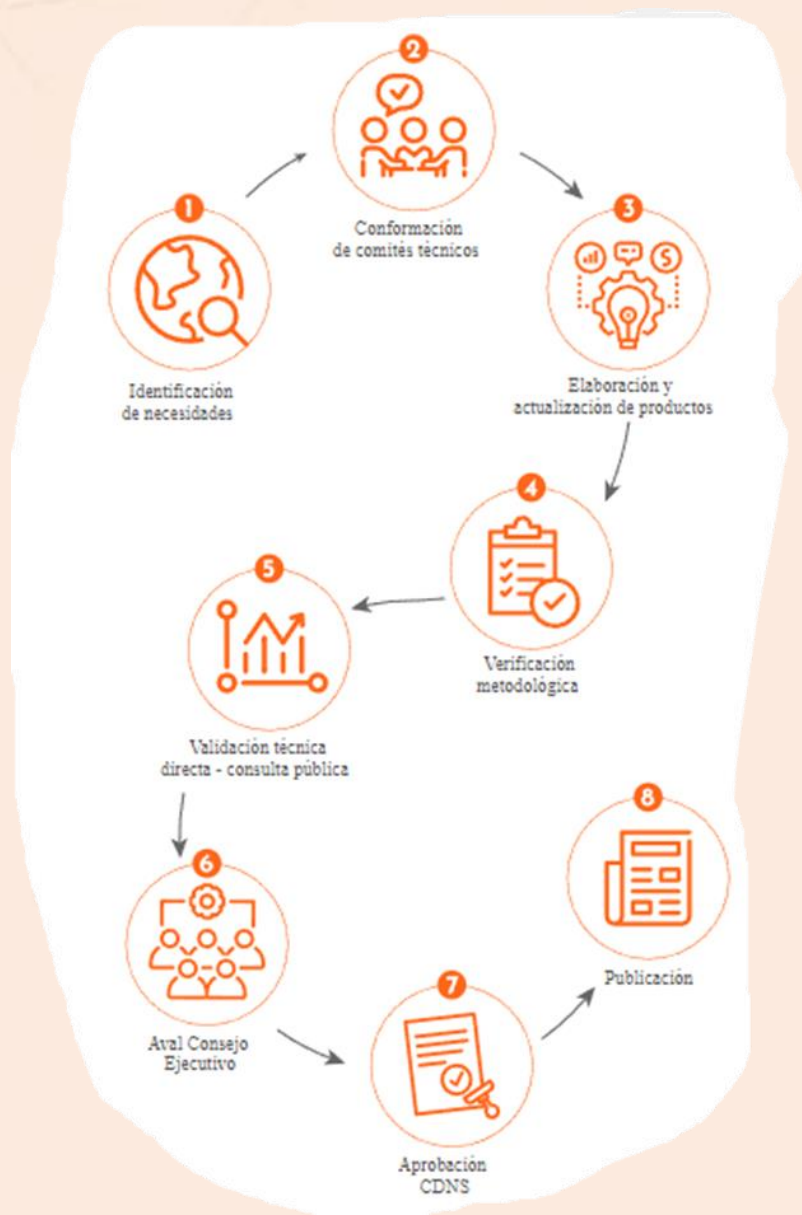 1
Identificación
de necesidades
2
Conformación
de comités técnicos
3
Elaboración y
actualización de productos
4
Verificación
metodológica
5
Validación técnica
directa - consulta pública
6
Aval Consejo
Ejecutivo
7
Aprobación
CDNS
8
Publicación